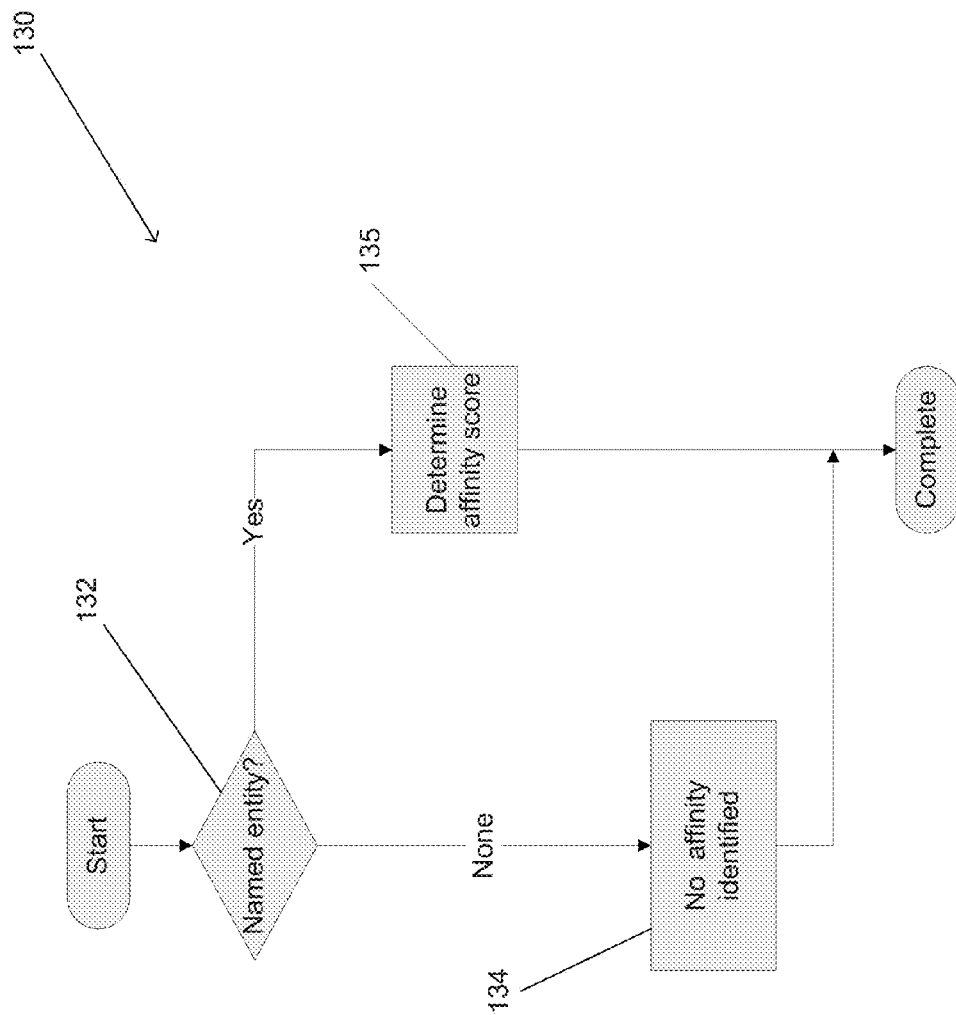 130
Start
132
Named entity?
Yes
135
Determine
affinity score
None
134
No affinity
identified
Complete